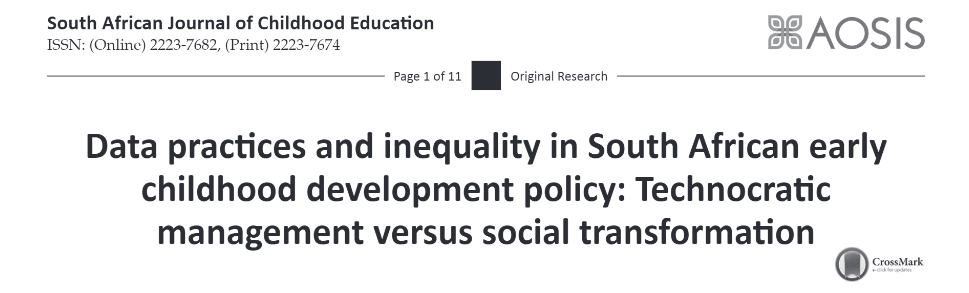 South African Journal of Childhood Education
ISSN: (Online) 2223-7682, (Print) 2223-7674
AOSIS
Page 1 of 11 Original Research
Data practices and inequality in South African early
childhood development policy: Technocratic
management versus social transformation
CrossMark
← click for updates